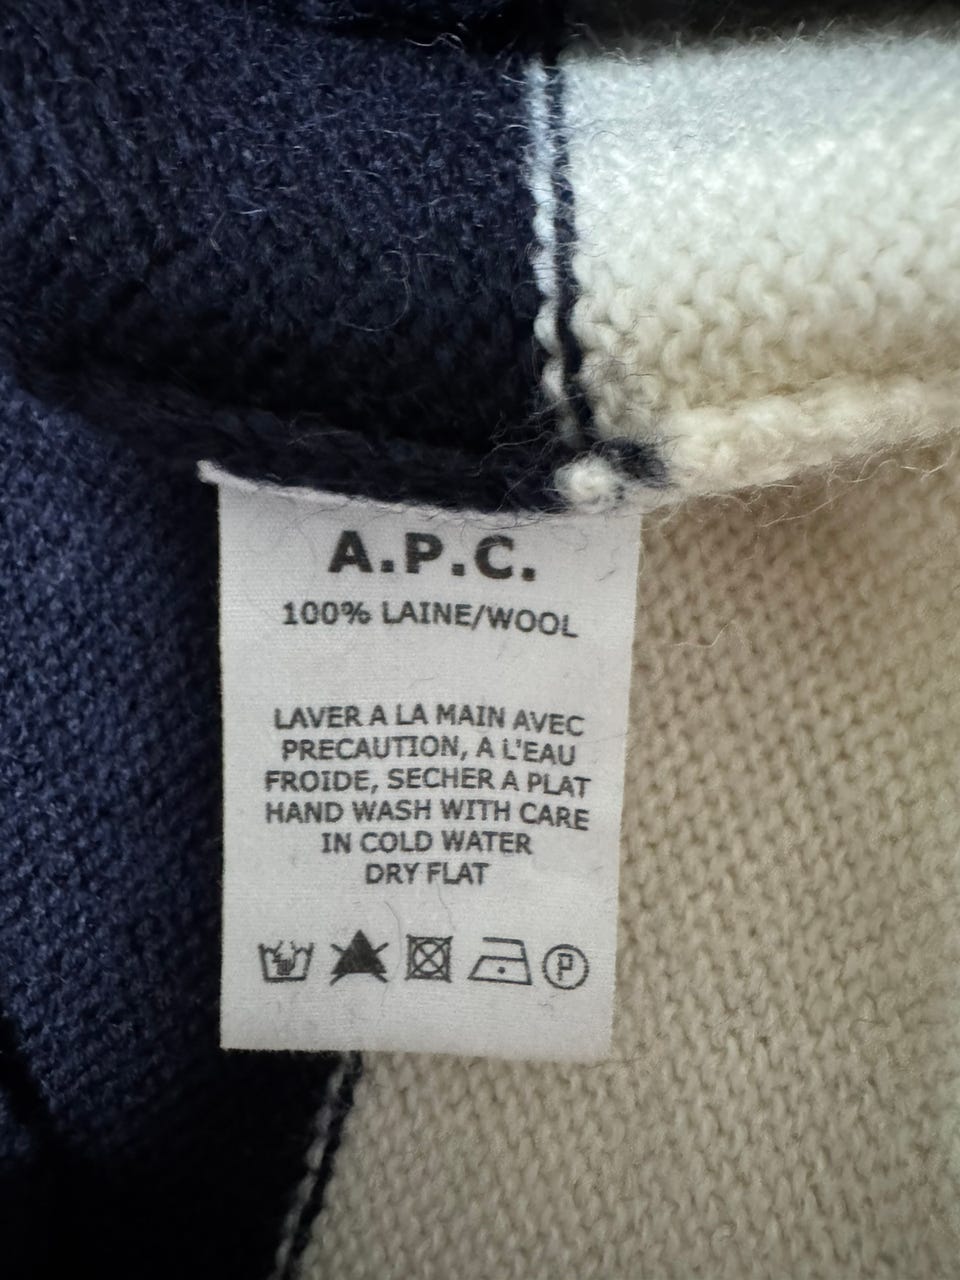 A.P.C.
100% LAINE/WOOL
LAVER A LA MAIN AVEC
PRECAUTION, A L'EAU
FROIDE, SECHER A PLAT
HAND WASH WITH CARE
IN COLD WATER
DRY FLAT
P